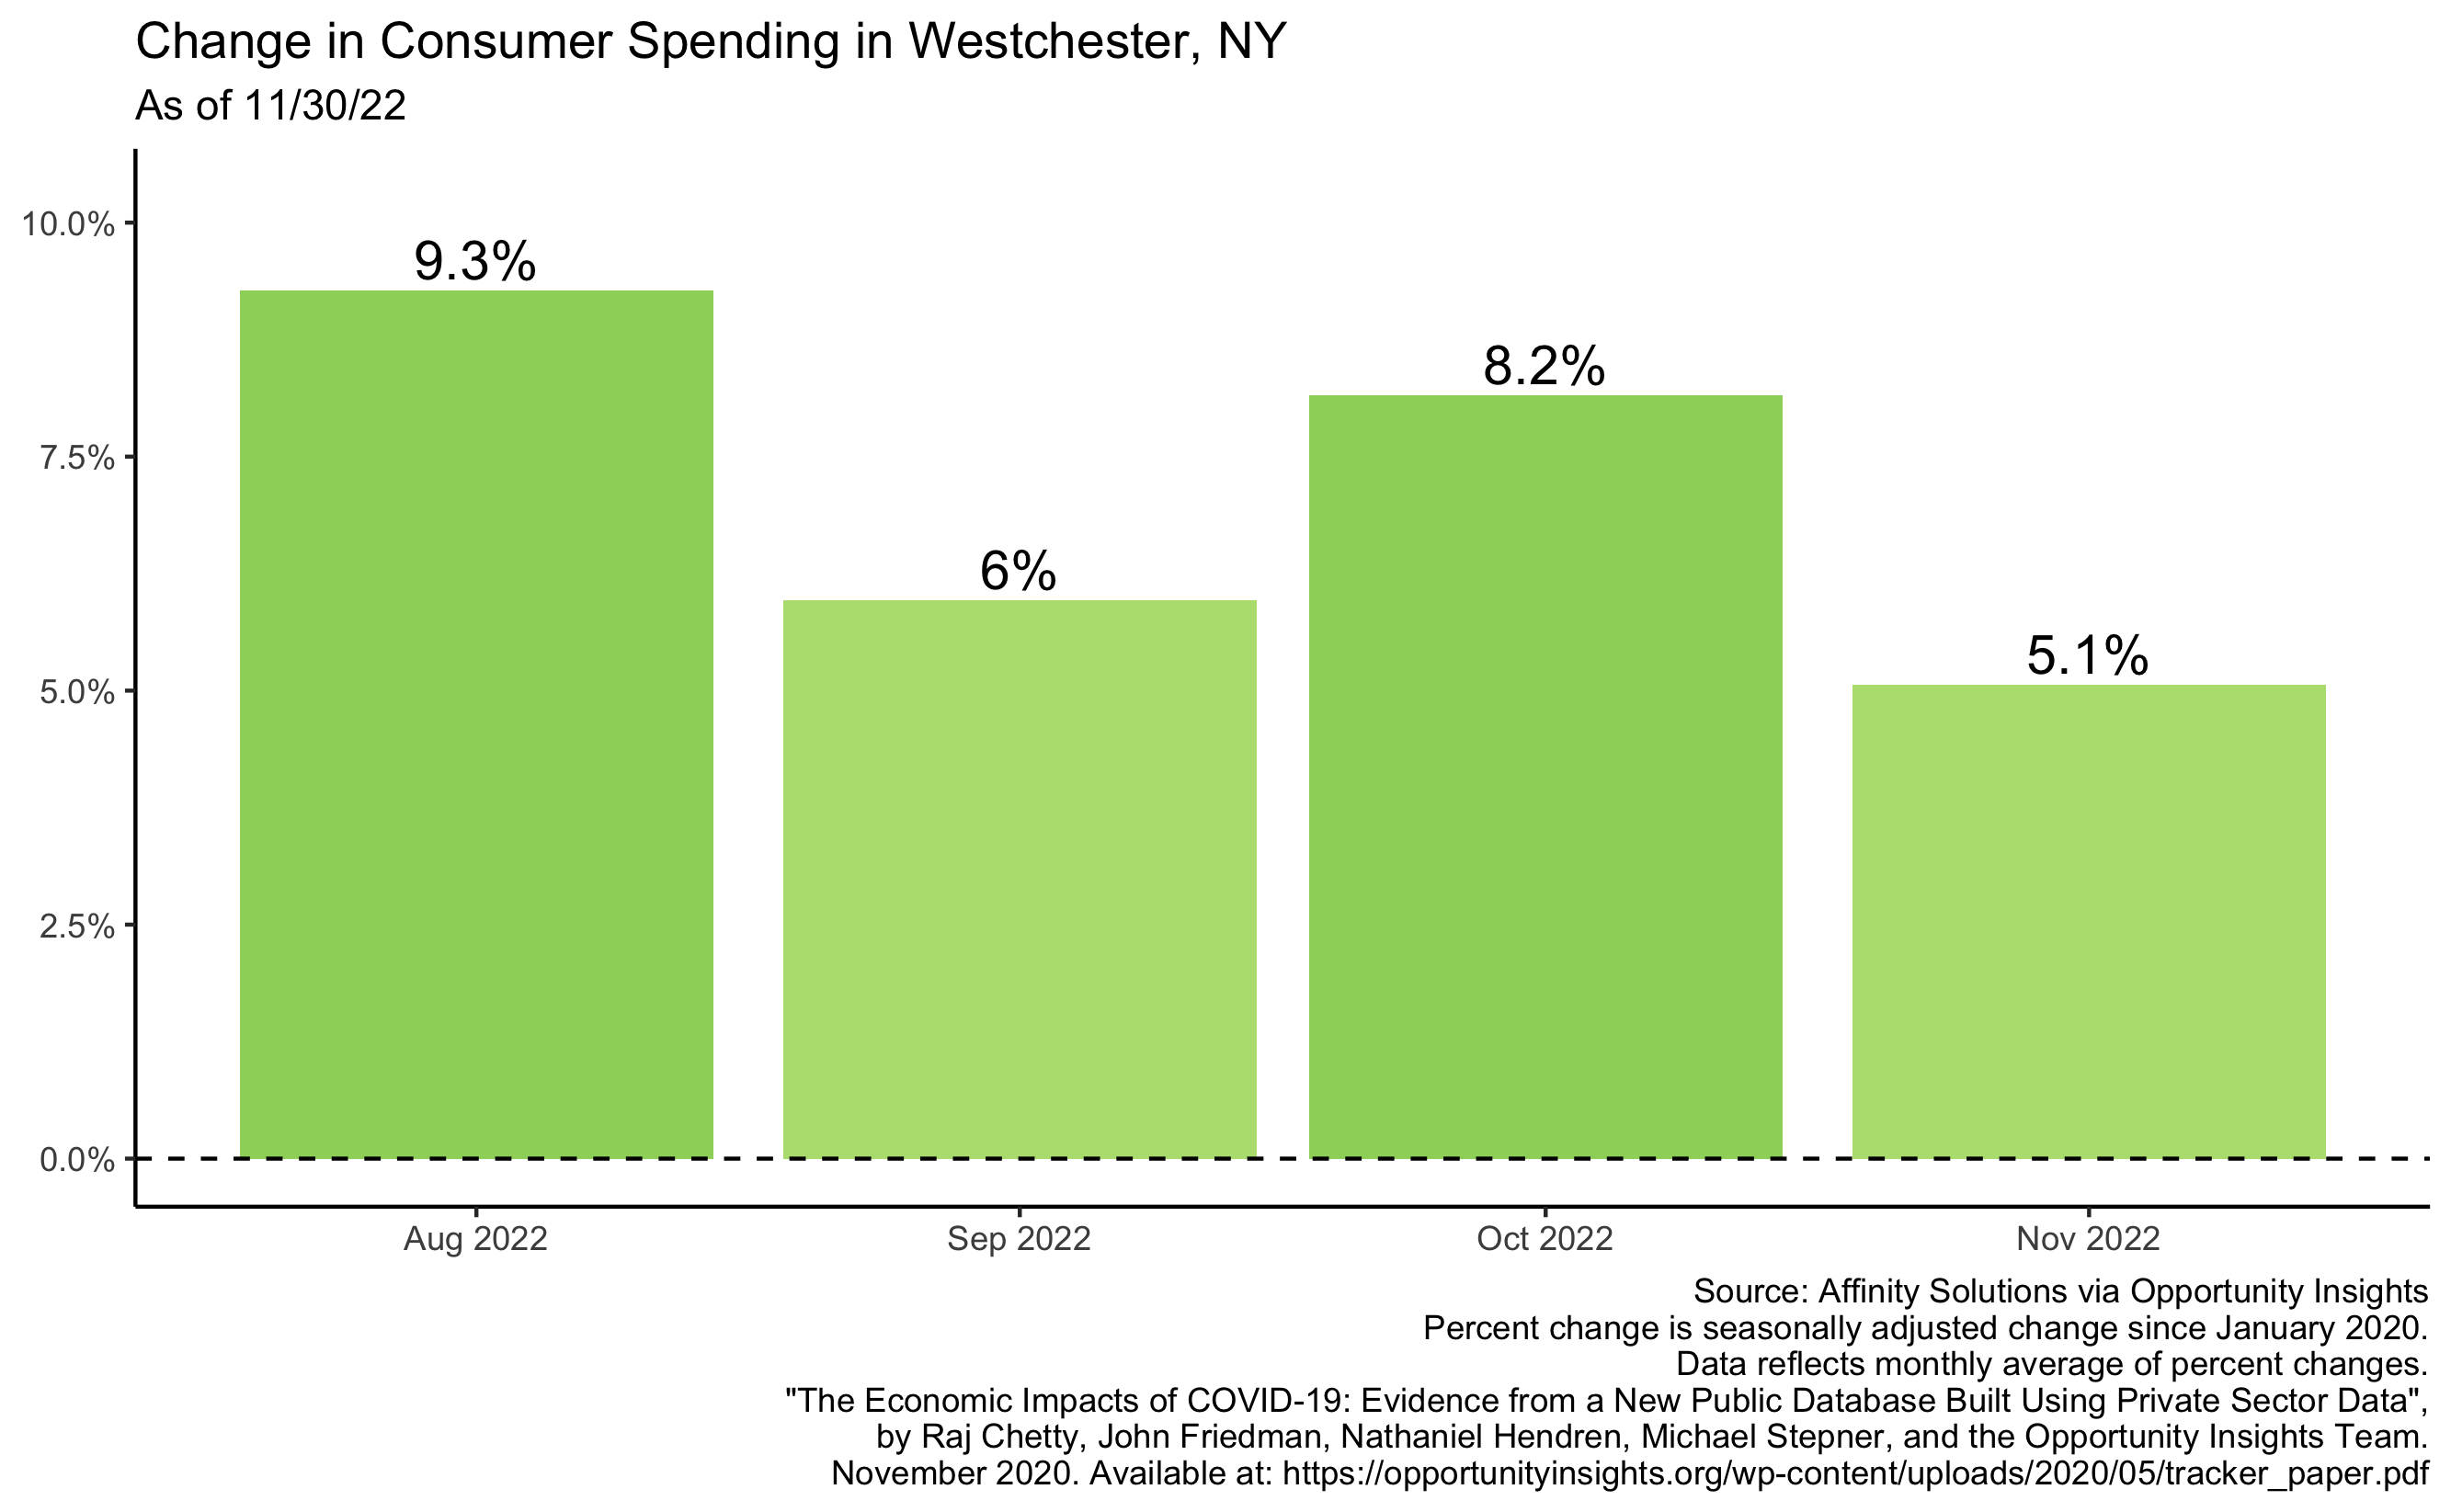 Change in Consumer Spending in Westchester, NY
As of 11/30/22
10.0%
7.5%
5.0%
2.5%
0.0%
9.3%
6%
8.2%
5.1%
Aug 2022
Sep 2022
Oct 2022
Nov 2022
Source: Affinity Solutions via Opportunity Insights
Percent change is seasonally adjusted change since January 2020.
Data reflects monthly average of percent changes.
"The Economic Impacts of COVID-19: Evidence from a New Public Database Built Using Private Sector Data",
by Raj Chetty, John Friedman, Nathaniel Hendren, Michael Stepner, and the Opportunity Insights Team.
November 2020. Available at: https://opportunityinsights.org/wp-content/uploads/2020/05/tracker_paper.pdf